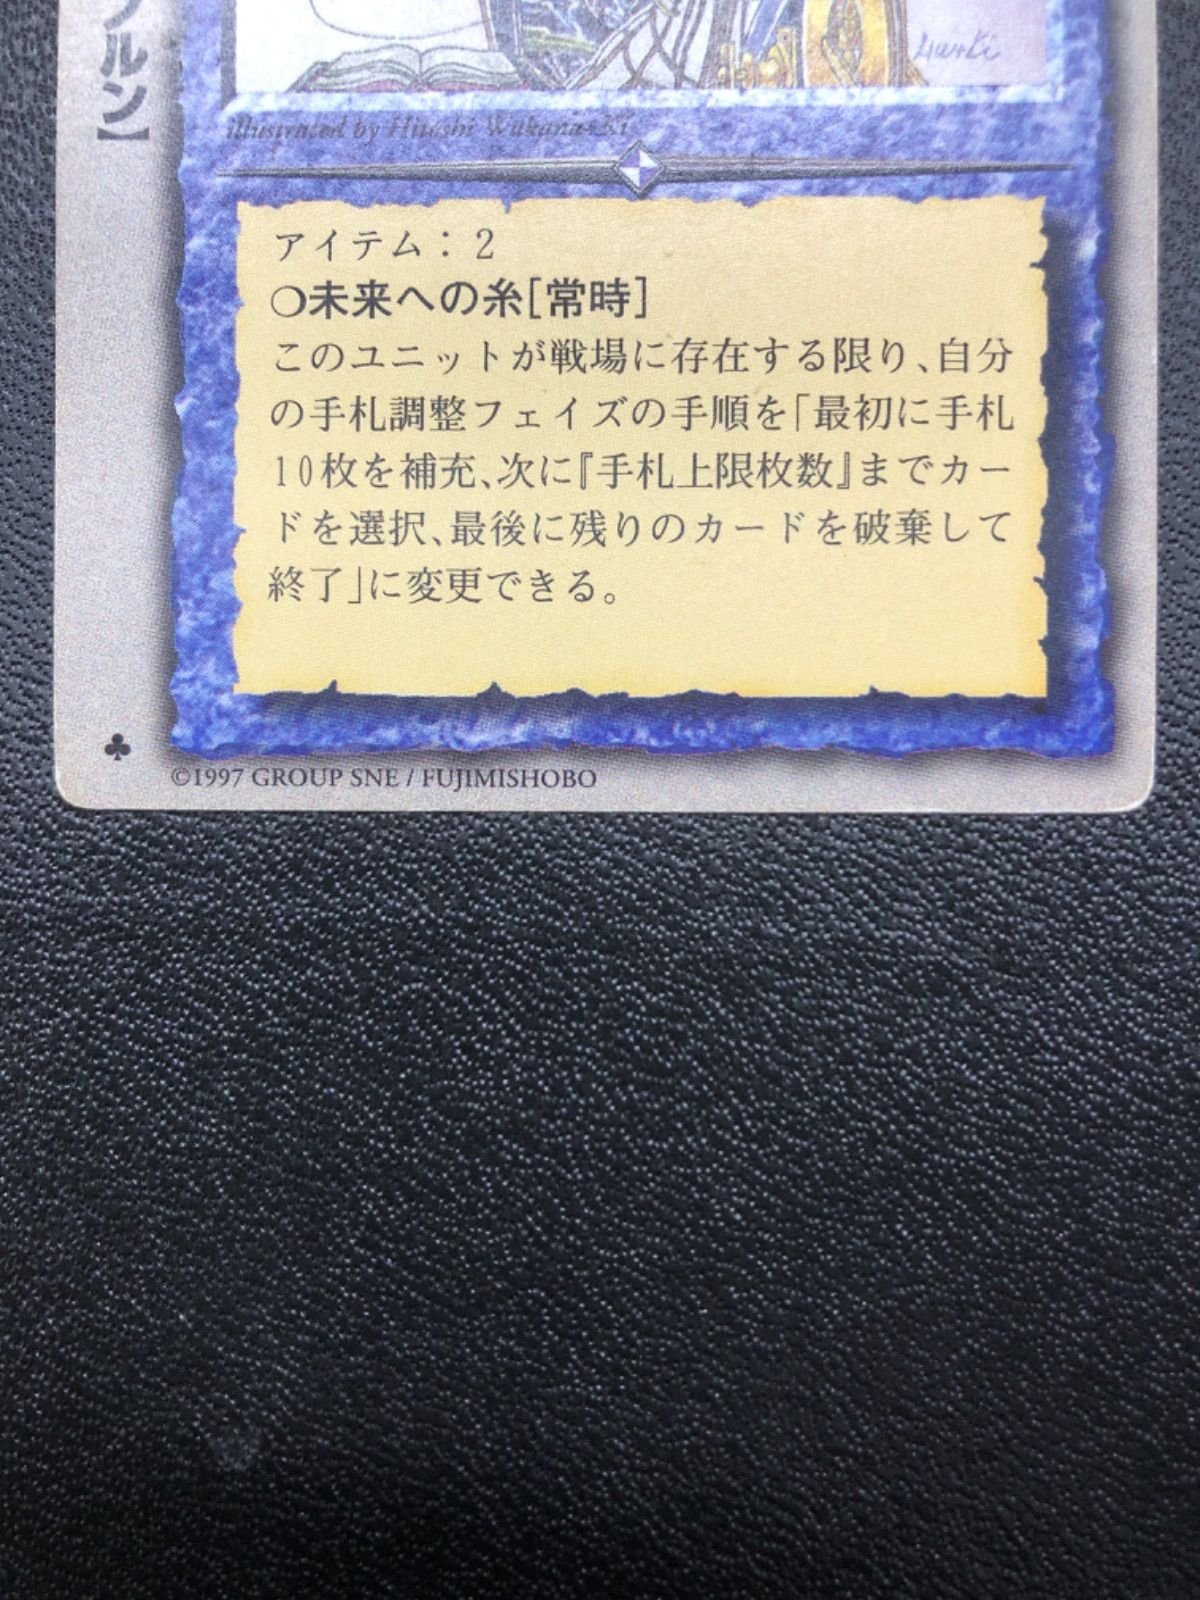 ルン】
illustrated by Hitoshi Wakana+Ki
アイテム：2
○未来への糸[常時]
このユニットが戦場に存在する限り、自分
の手札調整フェイズの手順を「最初に手札
10枚を補充、次に『手札上限枚数』までカー
ドを選択、最後に残りのカードを破棄して
終了」に変更できる。
♣
©1997 GROUP SNE / FUJIMISHOBO